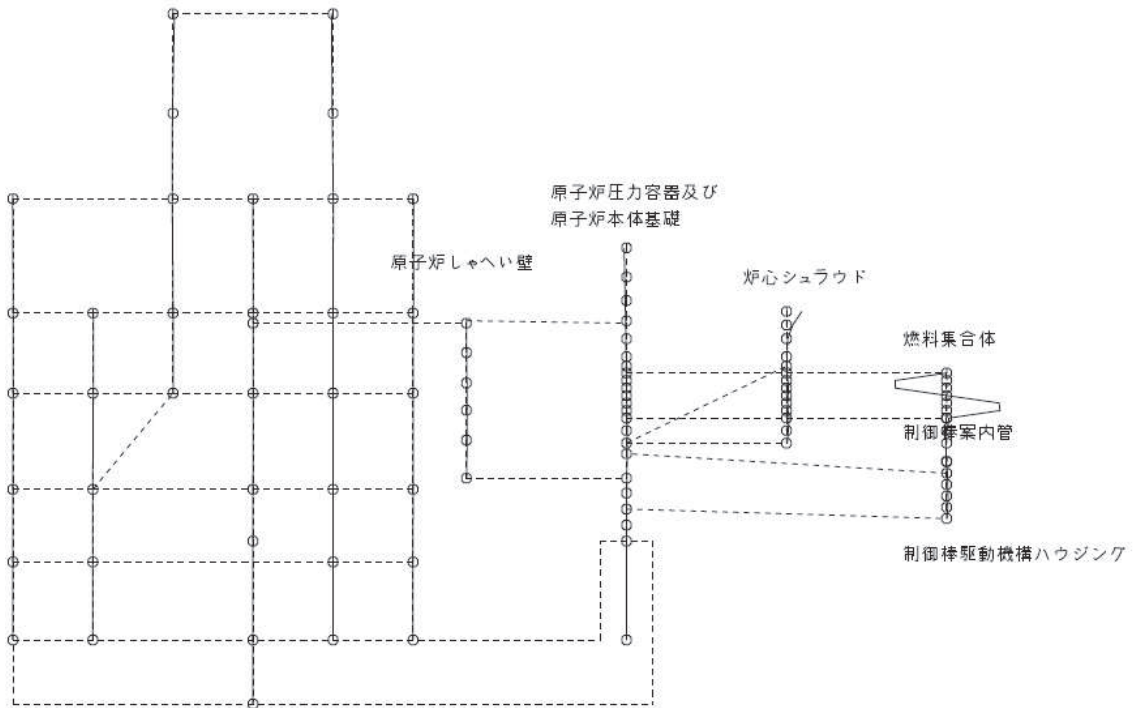 原子炉圧力容器及び
原子炉本体基礎
原子炉しゃへい壁
炉心シュラウド
燃料集合体
制御棒案内管
制御棒駆動機構ハウジング